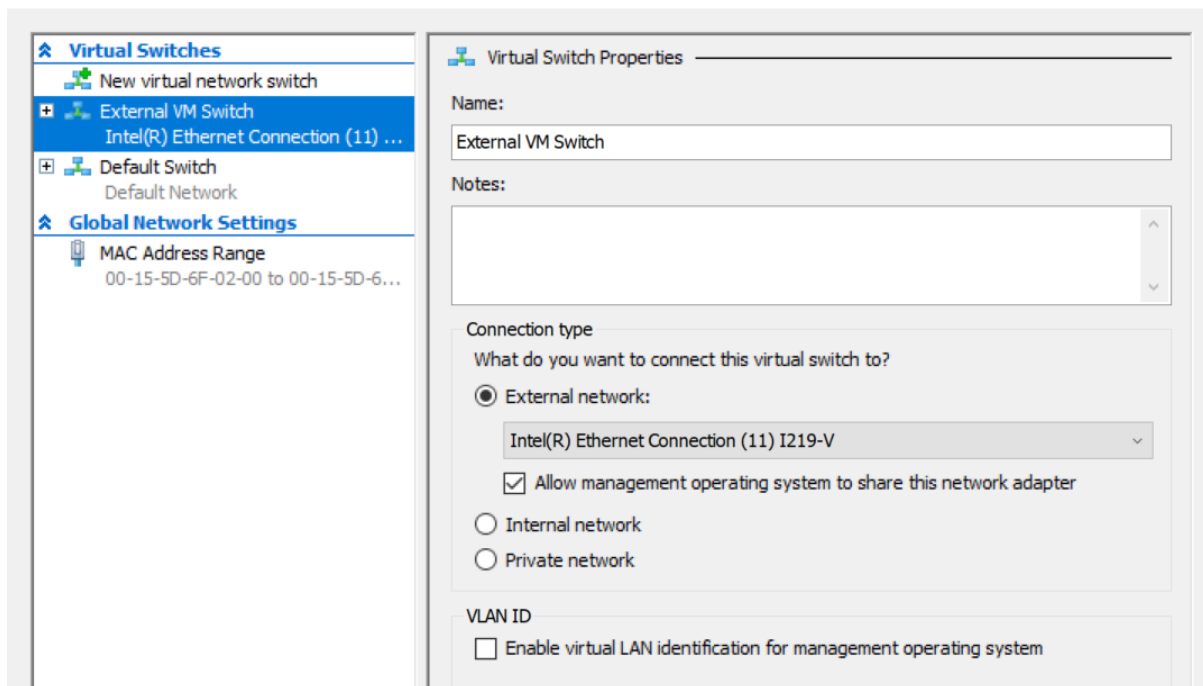 Virtual Switches
New virtual network switch
External VM Switch
Intel(R) Ethernet Connection (11) ...
Default Switch
Default Network
Global Network Settings
MAC Address Range
00-15-5D-6F-02-00 to 00-15-5D-6...
Virtual Switch Properties
Name:
External VM Switch
Notes:
Connection type
What do you want to connect this virtual switch to?
External network:
Intel(R) Ethernet Connection (11) I219-V
Allow management operating system to share this network adapter
Internal network
Private network
VLAN ID
Enable virtual LAN identification for management operating system